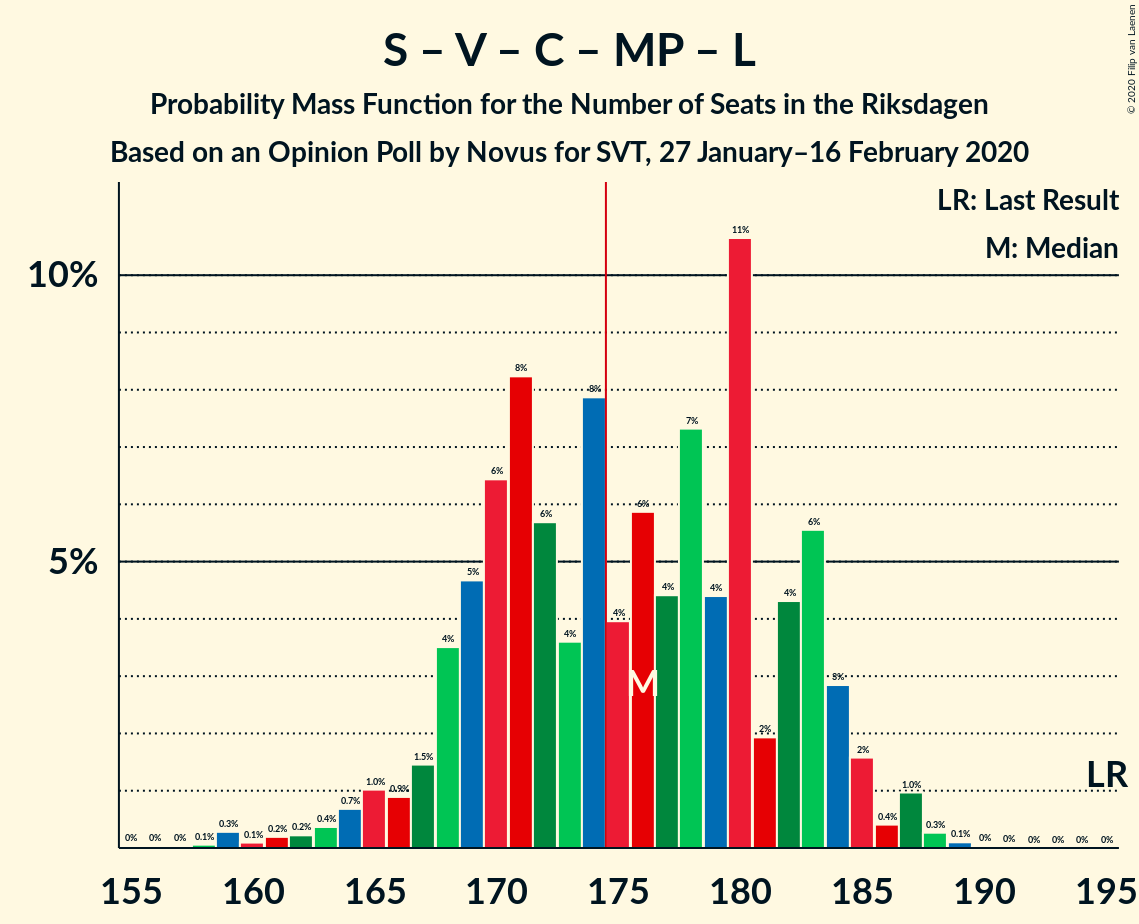 S – V – C – MP – L
Probability Mass Function for the Number of Seats in the Riksdagen
Based on an Opinion Poll by Novus for SVT, 27 January–16 February 2020
© 2020 Filip van Laenen
LR: Last Result
M: Median
10%
5%
0% 0% 0% 0.1% 0.3% 0.1% 0.2% 0.2% 0.4% 0.7% 1.0% 0.9% 1.5% 4% 5% 6% 8% 6% 4% 8% 4% 6% 4% 7% 4% 11% 2% 4% 6% 3% 2% 0.4% 1.0% 0.3% 0.1% 0% 0% 0% 0% 0% 0%
M
LR
155 160 165 170 175 180 185 190 195